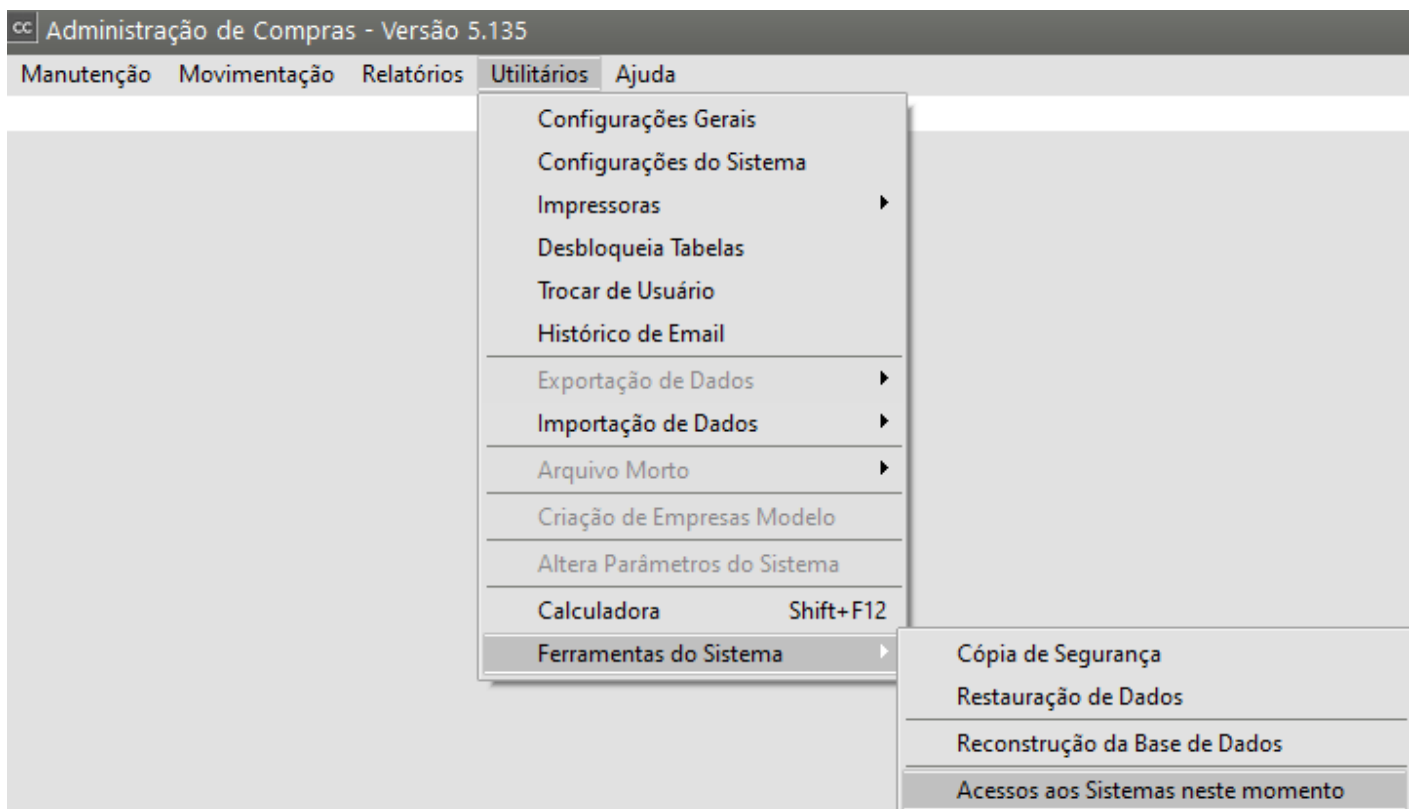 cc Administração de Compras - Versão 5.135
Manutenção Movimentação Relatórios Utilitários Ajuda
Configurações Gerais
Configurações do Sistema
Impressoras
Desbloqueia Tabelas
Trocar de Usuário
Histórico de Email
Exportação de Dados
Importação de Dados
Arquivo Morto
Criação de Empresas Modelo
Altera Parâmetros do Sistema
Calculadora Shift+F12
Ferramentas do Sistema
Cópia de Segurança
Restauração de Dados
Reconstrução da Base de Dados
Acessos aos Sistemas neste momento